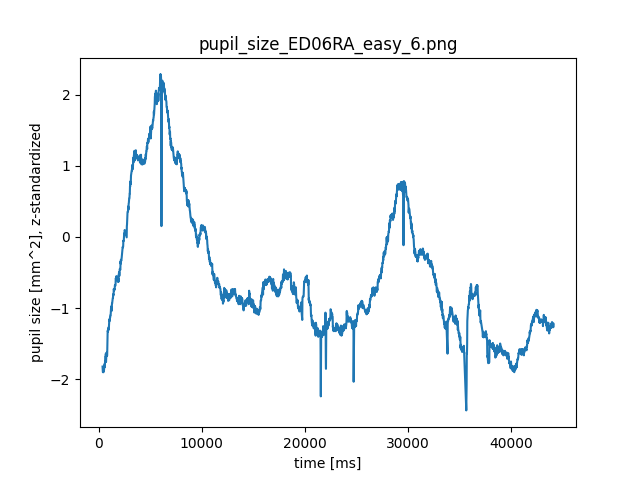 pupil_size_ED06RA_easy_6.png
pupil size [mm^2], z-standardized
2
1
0
−1
−2
0 10000 20000 30000 40000
time [ms]